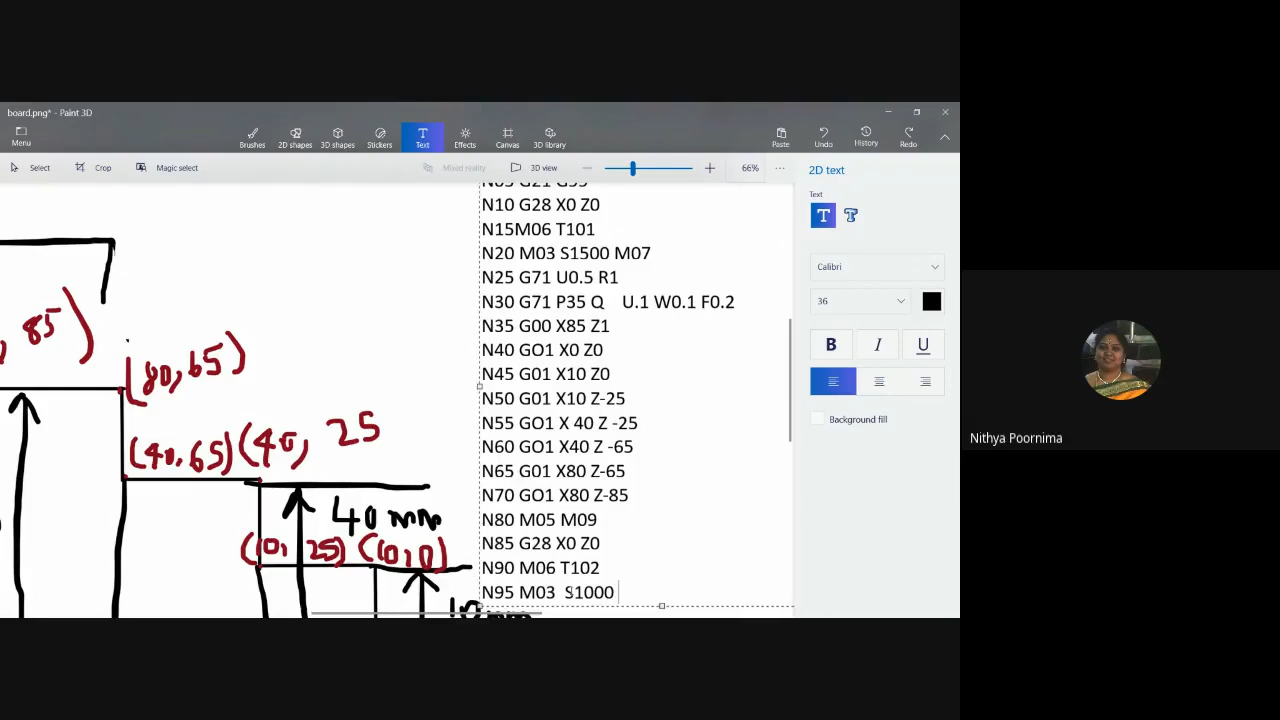 board.png* - Paint 3D
Menu
Brushes
2D shapes
3D shapes
Stickers
Text
Effects
Canvas
3D library
Paste
Undo
History
Redo
Select
Crop
Magic select
Mixed reality
3D view
66%
2D text
Text
Calibri
36
B I U
Background fill
N10 G28 X0 Z0
N15M06 T101
N20 M03 S1500 M07
N25 G71 U0.5 R1
N30 G71 P35 Q    U.1 W0.1 F0.2
N35 G00 X85 Z1
N40 GO1 X0 Z0
N45 G01 X10 Z0
N50 G01 X10 Z-25
N55 GO1 X 40 Z -25
N60 GO1 X40 Z -65
N65 G01 X80 Z-65
N70 GO1 X80 Z-85
N80 M05 M09
N85 G28 X0 Z0
N90 M06 T102
N95 M03  S1000
, 85)
(80,65)
(40,65) (40, 25
40 mm
(10, 25) (10,0)
10 mm
Nithya Poornima